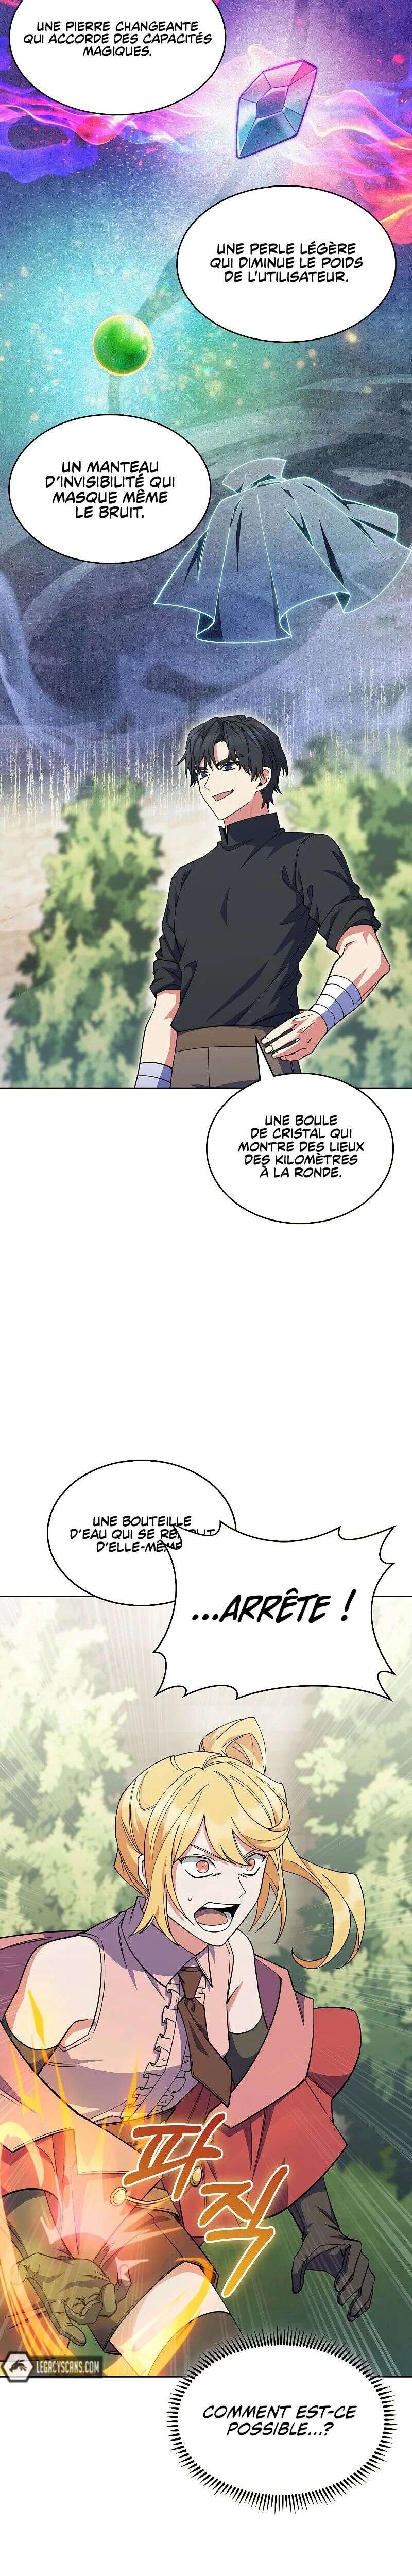 UNE PIERRE CHANGEANTE
QUI ACCORDE DES CAPACITÉS
MAGIQUES.
UNE PERLE LÉGÈRE
QUI DIMINUE LE POIDS
DE L'UTILISATEUR.
UN MANTEAU
D'INVISIBILITÉ QUI
MASQUE MÊME
LE BRUIT.
UNE BOULE
DE CRISTAL QUI
MONTRE DES LIEUX
DES KILOMÈTRES
À LA RONDE.
UNE BOUTEILLE
D'EAU QUI SE
D'ELLE-MÊME
...ARRÊTE !
파직
LEGACYSCANS.COM
COMMENT EST-CE
POSSIBLE...?